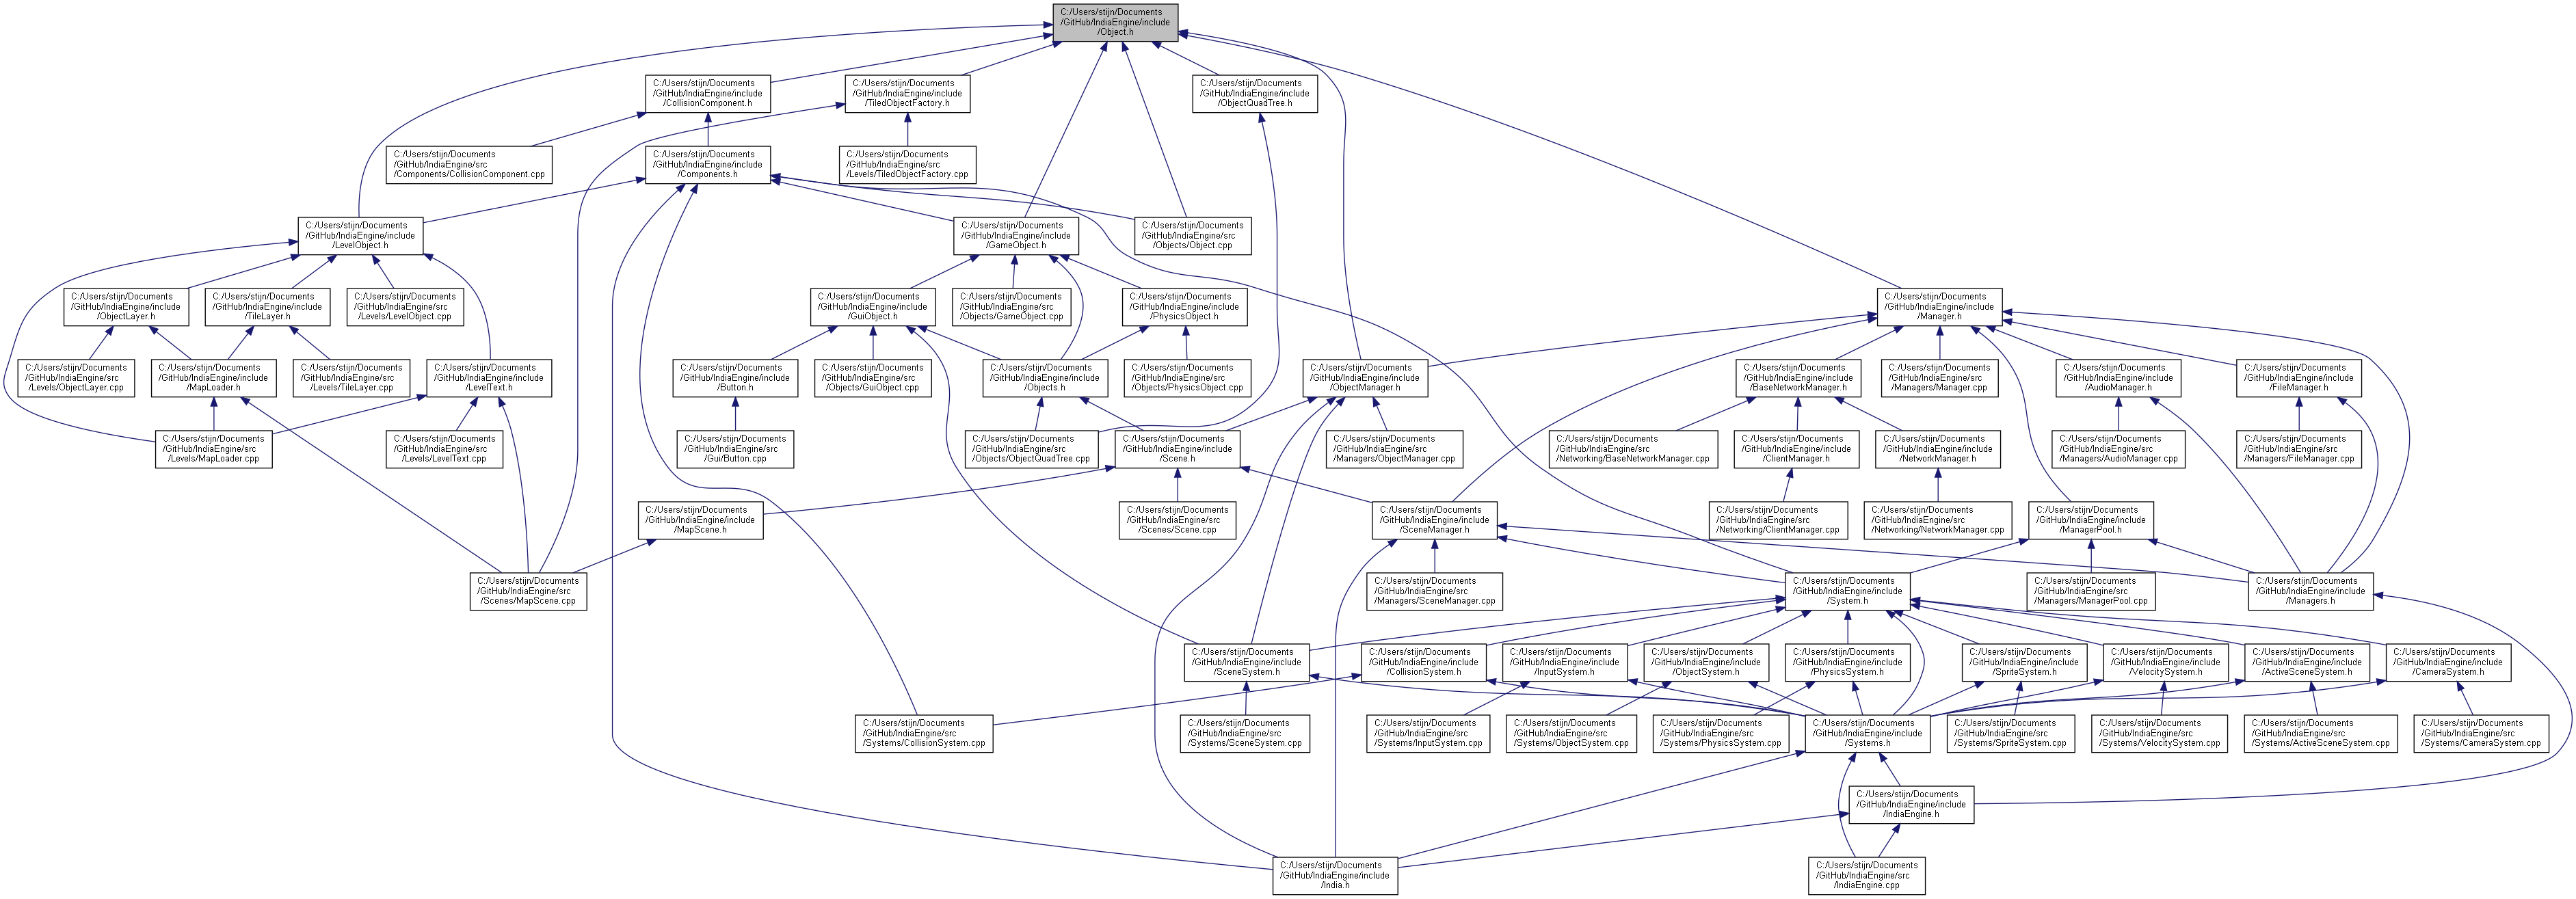 C:/Users/stijn/Documents
/GitHub/IndiaEngine/include
/Object.h
C:/Users/stijn/Documents
/GitHub/IndiaEngine/include
/CollisionComponent.h
C:/Users/stijn/Documents
/GitHub/IndiaEngine/include
/TiledObjectFactory.h
C:/Users/stijn/Documents
/GitHub/IndiaEngine/include
/ObjectQuadTree.h
C:/Users/stijn/Documents
/GitHub/IndiaEngine/src
/Components/CollisionComponent.cpp
C:/Users/stijn/Documents
/GitHub/IndiaEngine/include
/Components.h
C:/Users/stijn/Documents
/GitHub/IndiaEngine/src
/Levels/TiledObjectFactory.cpp
C:/Users/stijn/Documents
/GitHub/IndiaEngine/include
/LevelObject.h
C:/Users/stijn/Documents
/GitHub/IndiaEngine/include
/GameObject.h
C:/Users/stijn/Documents
/GitHub/IndiaEngine/src
/Objects/Object.cpp
C:/Users/stijn/Documents
/GitHub/IndiaEngine/include
/ObjectLayer.h
C:/Users/stijn/Documents
/GitHub/IndiaEngine/include
/TileLayer.h
C:/Users/stijn/Documents
/GitHub/IndiaEngine/src
/Levels/LevelObject.cpp
C:/Users/stijn/Documents
/GitHub/IndiaEngine/include
/GuiObject.h
C:/Users/stijn/Documents
/GitHub/IndiaEngine/src
/Objects/GameObject.cpp
C:/Users/stijn/Documents
/GitHub/IndiaEngine/include
/PhysicsObject.h
C:/Users/stijn/Documents
/GitHub/IndiaEngine/include
/Manager.h
C:/Users/stijn/Documents
/GitHub/IndiaEngine/src
/Levels/ObjectLayer.cpp
C:/Users/stijn/Documents
/GitHub/IndiaEngine/include
/MapLoader.h
C:/Users/stijn/Documents
/GitHub/IndiaEngine/src
/Levels/TileLayer.cpp
C:/Users/stijn/Documents
/GitHub/IndiaEngine/include
/LevelText.h
C:/Users/stijn/Documents
/GitHub/IndiaEngine/include
/Button.h
C:/Users/stijn/Documents
/GitHub/IndiaEngine/src
/Objects/GuiObject.cpp
C:/Users/stijn/Documents
/GitHub/IndiaEngine/include
/Objects.h
C:/Users/stijn/Documents
/GitHub/IndiaEngine/src
/Objects/PhysicsObject.cpp
C:/Users/stijn/Documents
/GitHub/IndiaEngine/include
/ObjectManager.h
C:/Users/stijn/Documents
/GitHub/IndiaEngine/include
/BaseNetworkManager.h
C:/Users/stijn/Documents
/GitHub/IndiaEngine/src
/Managers/Manager.cpp
C:/Users/stijn/Documents
/GitHub/IndiaEngine/include
/AudioManager.h
C:/Users/stijn/Documents
/GitHub/IndiaEngine/include
/FileManager.h
C:/Users/stijn/Documents
/GitHub/IndiaEngine/src
/Levels/MapLoader.cpp
C:/Users/stijn/Documents
/GitHub/IndiaEngine/src
/Levels/LevelText.cpp
C:/Users/stijn/Documents
/GitHub/IndiaEngine/src
/Gui/Button.cpp
C:/Users/stijn/Documents
/GitHub/IndiaEngine/src
/Objects/ObjectQuadTree.cpp
C:/Users/stijn/Documents
/GitHub/IndiaEngine/include
/Scene.h
C:/Users/stijn/Documents
/GitHub/IndiaEngine/src
/Managers/ObjectManager.cpp
C:/Users/stijn/Documents
/GitHub/IndiaEngine/src
/Networking/BaseNetworkManager.cpp
C:/Users/stijn/Documents
/GitHub/IndiaEngine/include
/ClientManager.h
C:/Users/stijn/Documents
/GitHub/IndiaEngine/include
/NetworkManager.h
C:/Users/stijn/Documents
/GitHub/IndiaEngine/src
/Managers/AudioManager.cpp
C:/Users/stijn/Documents
/GitHub/IndiaEngine/src
/Managers/FileManager.cpp
C:/Users/stijn/Documents
/GitHub/IndiaEngine/include
/MapScene.h
C:/Users/stijn/Documents
/GitHub/IndiaEngine/src
/Scenes/Scene.cpp
C:/Users/stijn/Documents
/GitHub/IndiaEngine/include
/SceneManager.h
C:/Users/stijn/Documents
/GitHub/IndiaEngine/src
/Networking/ClientManager.cpp
C:/Users/stijn/Documents
/GitHub/IndiaEngine/src
/Networking/NetworkManager.cpp
C:/Users/stijn/Documents
/GitHub/IndiaEngine/include
/ManagerPool.h
C:/Users/stijn/Documents
/GitHub/IndiaEngine/src
/Scenes/MapScene.cpp
C:/Users/stijn/Documents
/GitHub/IndiaEngine/src
/Managers/SceneManager.cpp
C:/Users/stijn/Documents
/GitHub/IndiaEngine/include
/System.h
C:/Users/stijn/Documents
/GitHub/IndiaEngine/src
/Managers/ManagerPool.cpp
C:/Users/stijn/Documents
/GitHub/IndiaEngine/include
/Managers.h
C:/Users/stijn/Documents
/GitHub/IndiaEngine/include
/SceneSystem.h
C:/Users/stijn/Documents
/GitHub/IndiaEngine/include
/CollisionSystem.h
C:/Users/stijn/Documents
/GitHub/IndiaEngine/include
/InputSystem.h
C:/Users/stijn/Documents
/GitHub/IndiaEngine/include
/ObjectSystem.h
C:/Users/stijn/Documents
/GitHub/IndiaEngine/include
/PhysicsSystem.h
C:/Users/stijn/Documents
/GitHub/IndiaEngine/include
/SpriteSystem.h
C:/Users/stijn/Documents
/GitHub/IndiaEngine/include
/VelocitySystem.h
C:/Users/stijn/Documents
/GitHub/IndiaEngine/include
/ActiveSceneSystem.h
C:/Users/stijn/Documents
/GitHub/IndiaEngine/include
/CameraSystem.h
C:/Users/stijn/Documents
/GitHub/IndiaEngine/src
/Systems/CollisionSystem.cpp
C:/Users/stijn/Documents
/GitHub/IndiaEngine/src
/Systems/SceneSystem.cpp
C:/Users/stijn/Documents
/GitHub/IndiaEngine/src
/Systems/InputSystem.cpp
C:/Users/stijn/Documents
/GitHub/IndiaEngine/src
/Systems/ObjectSystem.cpp
C:/Users/stijn/Documents
/GitHub/IndiaEngine/src
/Systems/PhysicsSystem.cpp
C:/Users/stijn/Documents
/GitHub/IndiaEngine/include
/Systems.h
C:/Users/stijn/Documents
/GitHub/IndiaEngine/src
/Systems/SpriteSystem.cpp
C:/Users/stijn/Documents
/GitHub/IndiaEngine/src
/Systems/VelocitySystem.cpp
C:/Users/stijn/Documents
/GitHub/IndiaEngine/src
/Systems/ActiveSceneSystem.cpp
C:/Users/stijn/Documents
/GitHub/IndiaEngine/src
/Systems/CameraSystem.cpp
C:/Users/stijn/Documents
/GitHub/IndiaEngine/include
/IndiaEngine.h
C:/Users/stijn/Documents
/GitHub/IndiaEngine/include
/India.h
C:/Users/stijn/Documents
/GitHub/IndiaEngine/src
/IndiaEngine.cpp